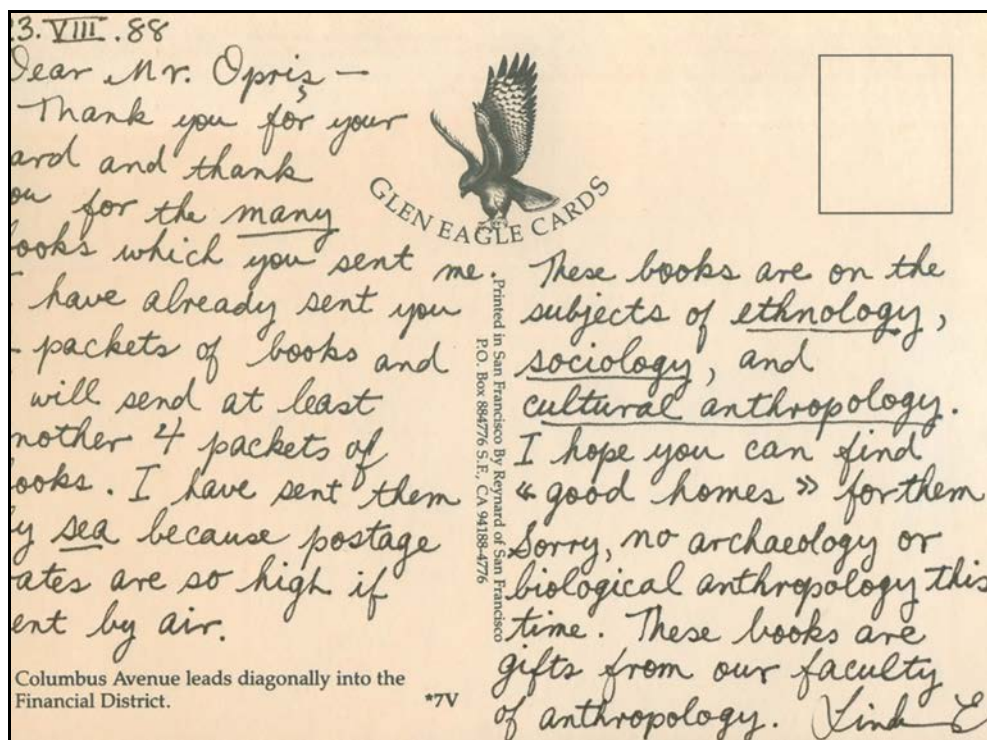 3.VIII.88
Dear Mr. Opriş –
Thank you for your
ard and thank
ou for the many
ooks which you sent me.
have already sent you
packets of books and
will send at least
nother 4 packets of
ooks. I have sent them
y sea because postage
ates are so high if
ent by air.
Columbus Avenue leads diagonally into the
Financial District.
*7V
GLEN EAGLE CARDS
Printed in San Francisco By Reynard of San Francisco
P.O. Box 884776 S.F., CA 94188-4776
These books are on the
subjects of ethnology,
sociology, and
cultural anthropology.
I hope you can find
« good homes » for them
Sorry, no archaeology or
biological anthropology this
time. These books are
gifts from our faculty
of anthropology. Linda E